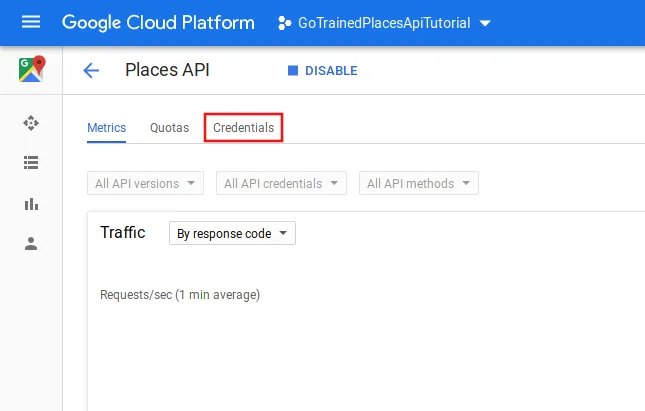 Google Cloud Platform GoTrainedPlacesApiTutorial
Places API DISABLE
Metrics Quotas Credentials
All API versions All API credentials All API methods
Traffic By response code
Requests/sec (1 min average)